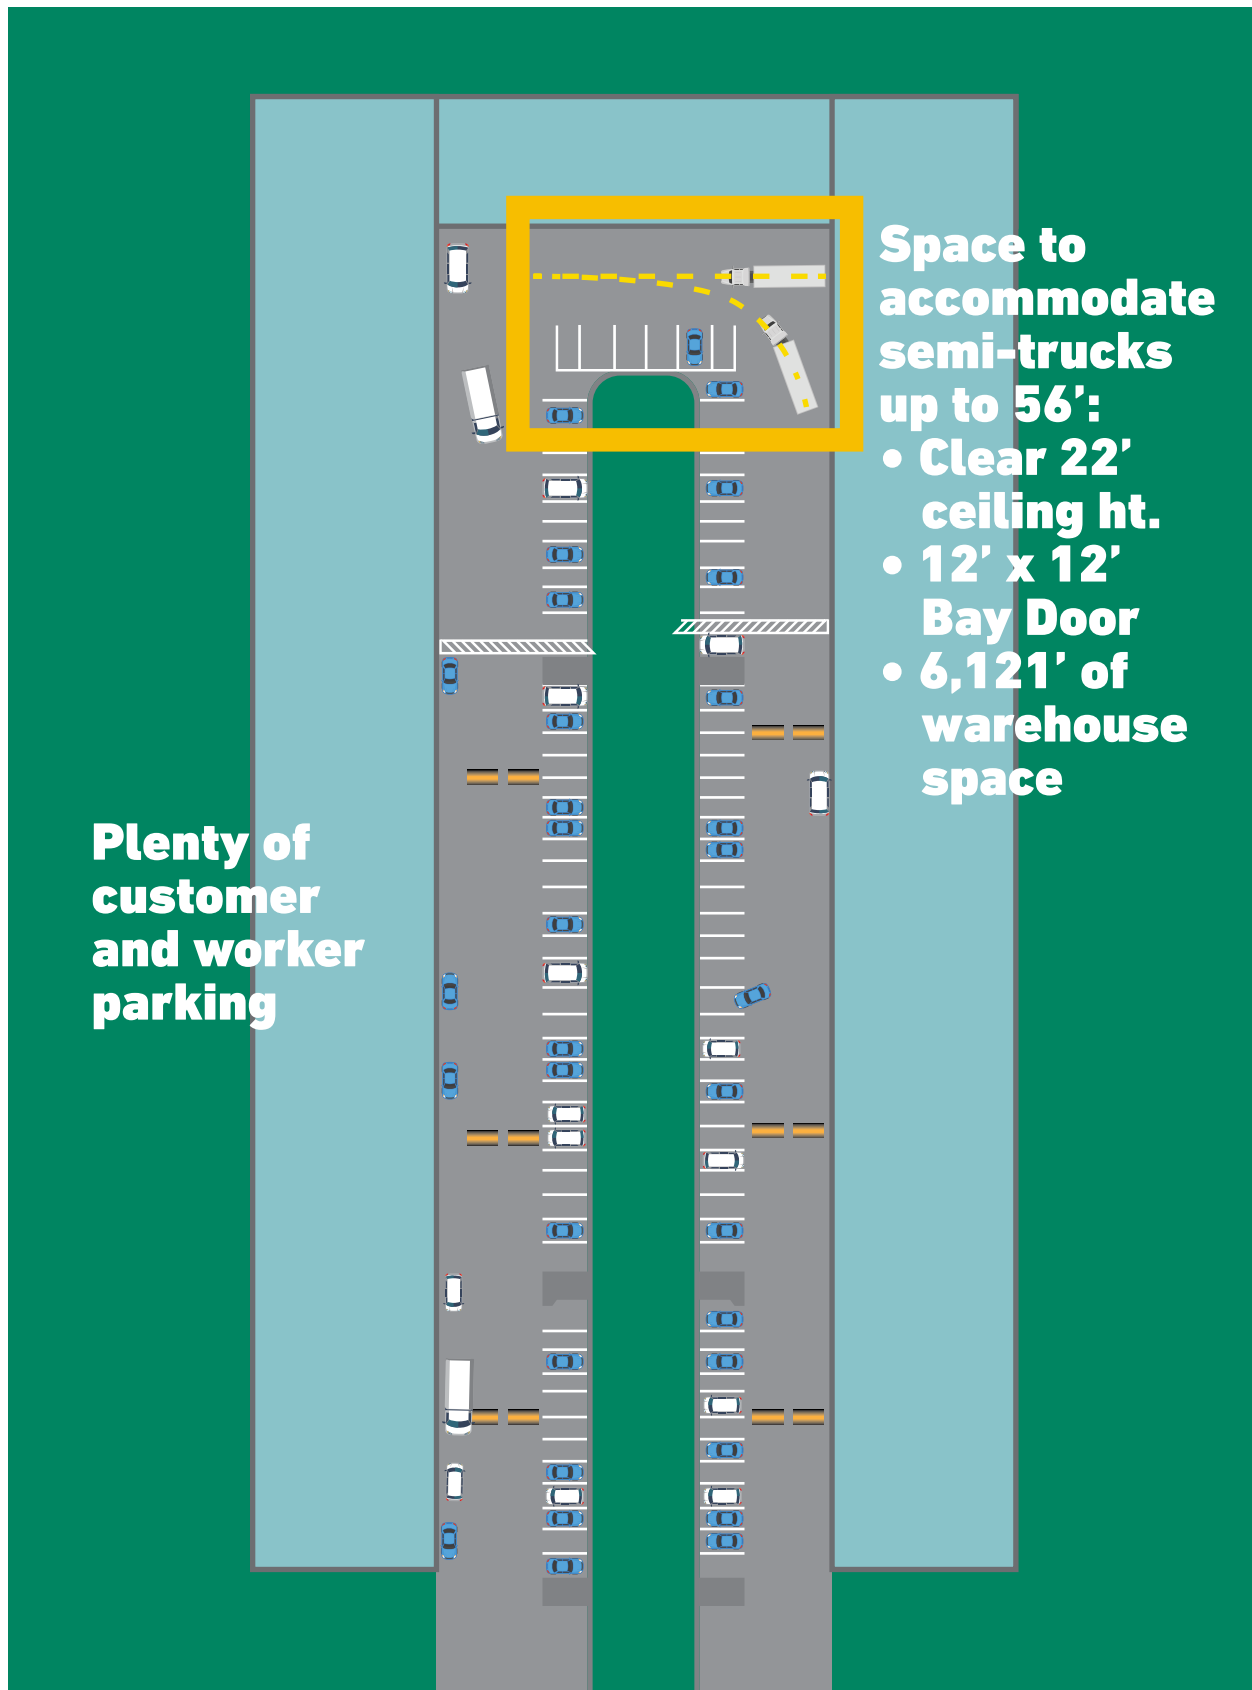 Space to
accommodate
semi-trucks
up to 56’:
• Clear 22’
ceiling ht.
• 12’ x 12’
Bay Door
• 6,121’ of
warehouse
space
Plenty of
customer
and worker
parking